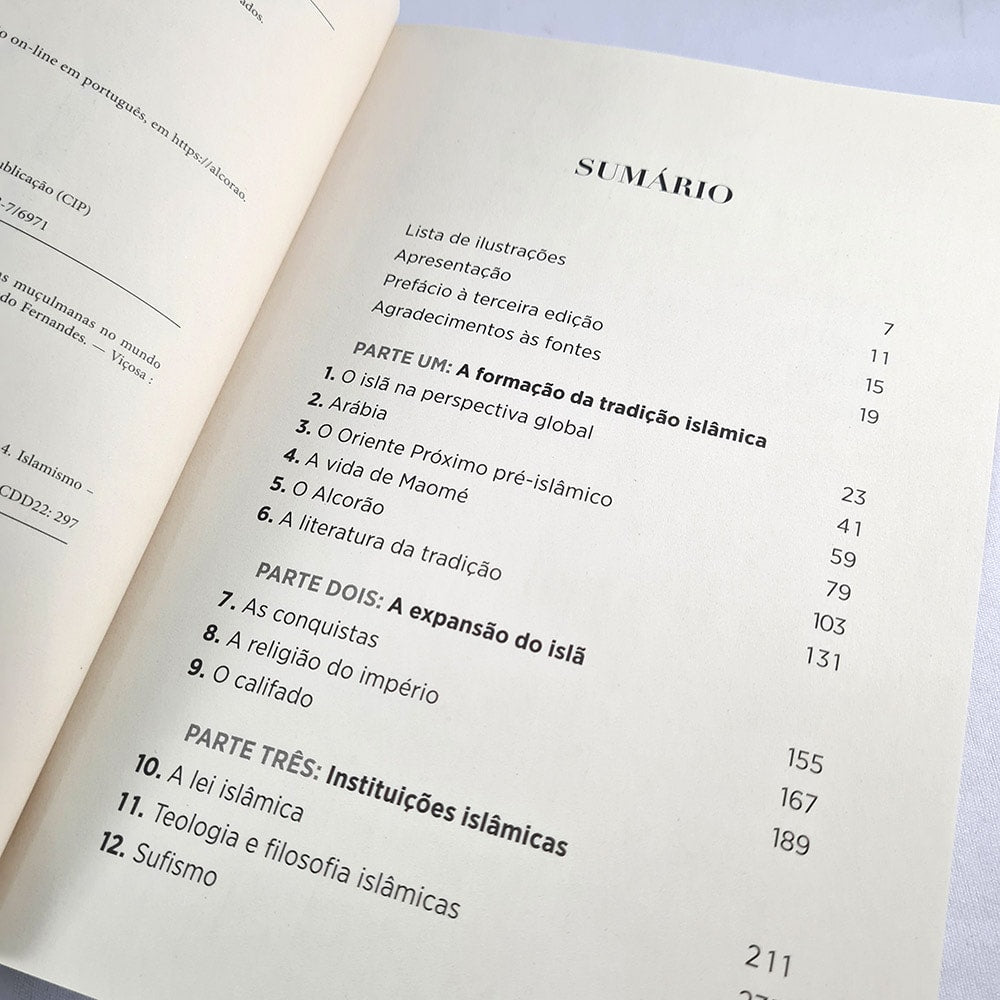 ados.
o on-line em português, em https://alcorao.
ublicação (CIP)
-7/6971
s muçulmanas no mundo
do Fernandes. — Viçosa :
4. Islamismo –
CDD22: 297
SUMÁRIO
Lista de ilustrações 7
Apresentação 11
Prefácio à terceira edição 15
Agradecimentos às fontes 19
PARTE UM: A formação da tradição islâmica
1. O islã na perspectiva global 23
2. Arábia 41
3. O Oriente Próximo pré-islâmico 59
4. A vida de Maomé 79
5. O Alcorão 103
6. A literatura da tradição 131
PARTE DOIS: A expansão do islã
7. As conquistas 155
8. A religião do império 167
9. O califado 189
PARTE TRÊS: Instituições islâmicas
10. A lei islâmica 211
11. Teologia e filosofia islâmicas
12. Sufismo